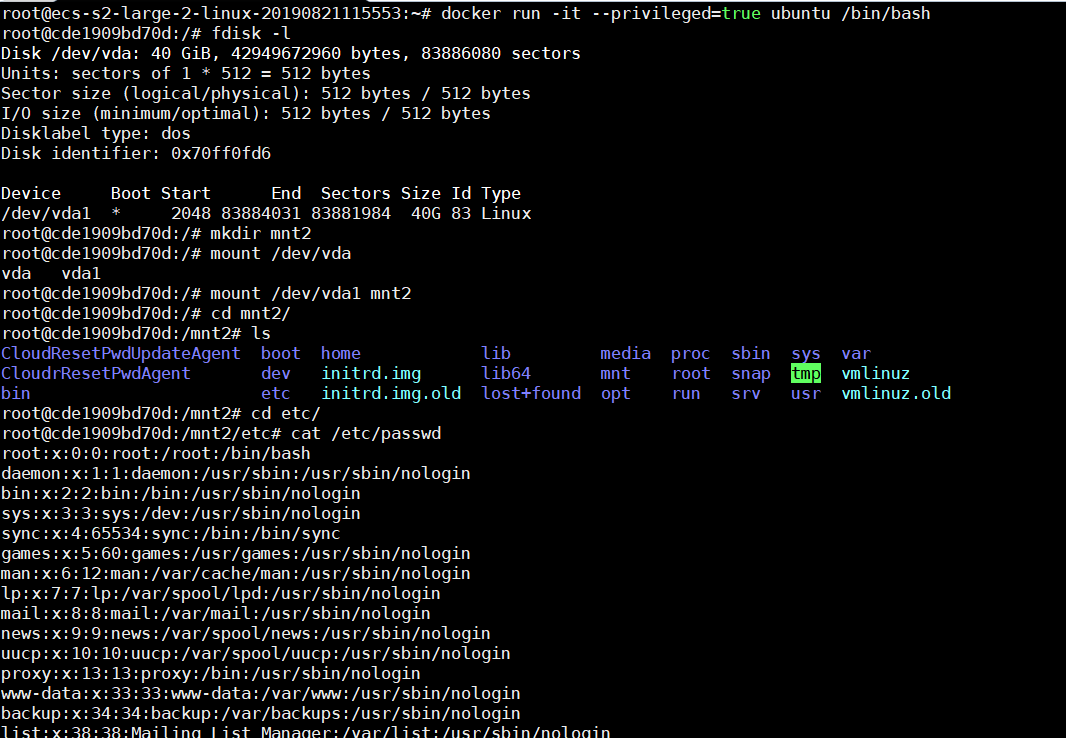 root@ecs-s2-large-2-linux-20190821115553:~# docker run -it --privileged=true ubuntu /bin/bash
root@cde1909bd70d:/# fdisk -l
Disk /dev/vda: 40 GiB, 42949672960 bytes, 83886080 sectors
Units: sectors of 1 * 512 = 512 bytes
Sector size (logical/physical): 512 bytes / 512 bytes
I/O size (minimum/optimal): 512 bytes / 512 bytes
Disklabel type: dos
Disk identifier: 0x70ff0fd6

Device     Boot Start      End  Sectors Size Id Type
/dev/vda1  *     2048 83884031 83881984  40G 83 Linux
root@cde1909bd70d:/# mkdir mnt2
root@cde1909bd70d:/# mount /dev/vda
vda   vda1
root@cde1909bd70d:/# mount /dev/vda1 mnt2
root@cde1909bd70d:/# cd mnt2/
root@cde1909bd70d:/mnt2# ls
CloudResetPwdUpdateAgent  boot  home            lib         media  proc  sbin  sys  var
CloudrResetPwdAgent       dev   initrd.img      lib64       mnt    root  snap  tmp  vmlinuz
bin                       etc   initrd.img.old  lost+found  opt    run   srv   usr  vmlinuz.old
root@cde1909bd70d:/mnt2# cd etc/
root@cde1909bd70d:/mnt2/etc# cat /etc/passwd
root:x:0:0:root:/root:/bin/bash
daemon:x:1:1:daemon:/usr/sbin:/usr/sbin/nologin
bin:x:2:2:bin:/bin:/usr/sbin/nologin
sys:x:3:3:sys:/dev:/usr/sbin/nologin
sync:x:4:65534:sync:/bin:/bin/sync
games:x:5:60:games:/usr/games:/usr/sbin/nologin
man:x:6:12:man:/var/cache/man:/usr/sbin/nologin
lp:x:7:7:lp:/var/spool/lpd:/usr/sbin/nologin
mail:x:8:8:mail:/var/mail:/usr/sbin/nologin
news:x:9:9:news:/var/spool/news:/usr/sbin/nologin
uucp:x:10:10:uucp:/var/spool/uucp:/usr/sbin/nologin
proxy:x:13:13:proxy:/bin:/usr/sbin/nologin
www-data:x:33:33:www-data:/var/www:/usr/sbin/nologin
backup:x:34:34:backup:/var/backups:/usr/sbin/nologin
list:x:38:38:Mailing List Manager:/var/list:/usr/sbin/nologin